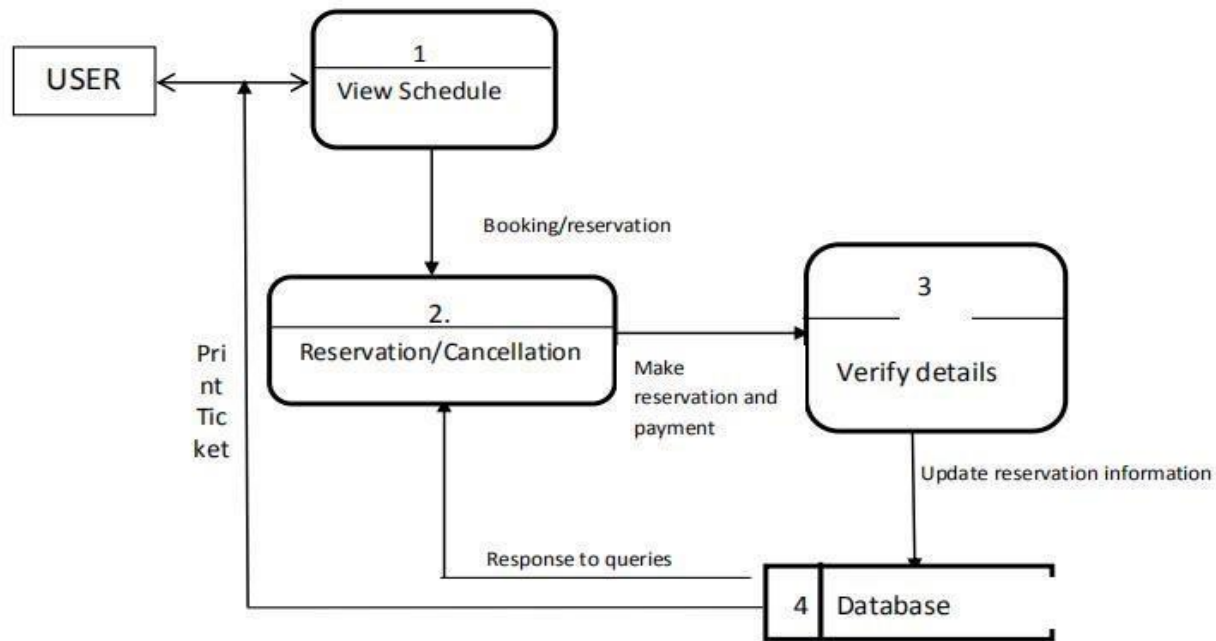 USER
1
View Schedule
Booking/reservation
2.
Reservation/Cancellation
3
Verify details
Make
reservation and
payment
Pri
nt
Tic
ket
Update reservation information
Response to queries
4 Database